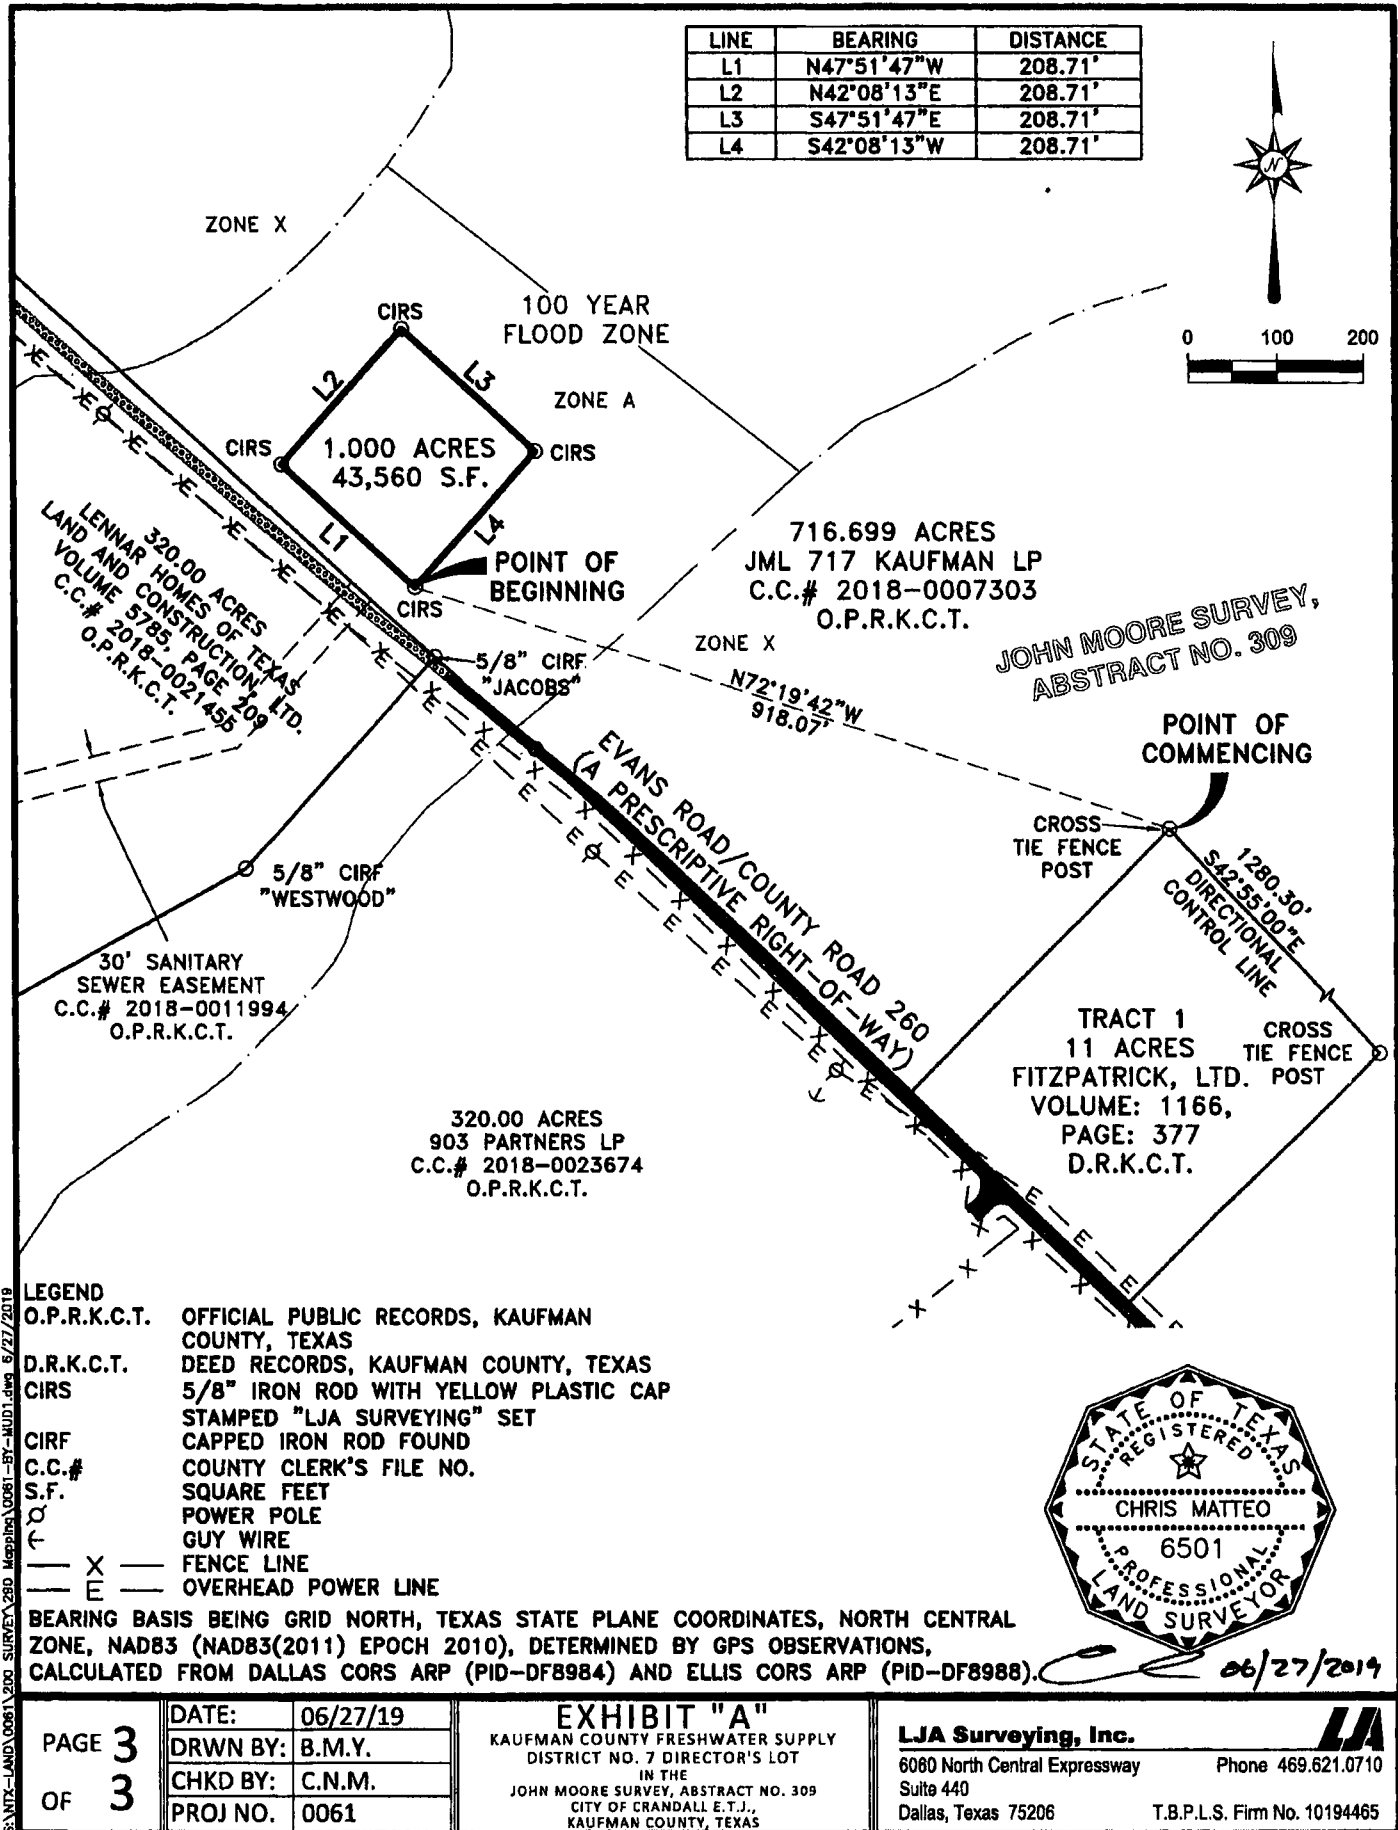 LINE BEARING DISTANCE
L1 N47°51'47"W 208.71'
L2 N42°08'13"E 208.71'
L3 S47°51'47"E 208.71'
L4 S42°08'13"W 208.71'
N
0 100 200
ZONE X
100 YEAR
FLOOD ZONE
ZONE A
CIRS
CIRS
CIRS
CIRS
L2
L3
L1
L4
1.000 ACRES
43,560 S.F.
POINT OF
BEGINNING
320.00 ACRES
LENNAR HOMES OF TEXAS
LAND AND CONSTRUCTION, LTD.
VOLUME 5785, PAGE 209
C.C.# 2018-0021455
O.P.R.K.C.T.
716.699 ACRES
JML 717 KAUFMAN LP
C.C.# 2018-0007303
O.P.R.K.C.T.
JOHN MOORE SURVEY,
ABSTRACT NO. 309
ZONE X
N72°19'42"W
918.07'
5/8" CIRF
"JACOBS"
POINT OF
COMMENCING
CROSS
TIE FENCE
POST
1280.30'
S42°55'00"E
DIRECTIONAL
CONTROL LINE
EVANS ROAD/COUNTY ROAD 260
(A PRESCRIPTIVE RIGHT-OF-WAY)
5/8" CIRF
"WESTWOOD"
30' SANITARY
SEWER EASEMENT
C.C.# 2018-0011994
O.P.R.K.C.T.
TRACT 1
11 ACRES
FITZPATRICK, LTD.
VOLUME: 1166,
PAGE: 377
D.R.K.C.T.
CROSS
TIE FENCE
POST
320.00 ACRES
903 PARTNERS LP
C.C.# 2018-0023674
O.P.R.K.C.T.
LEGEND
O.P.R.K.C.T. OFFICIAL PUBLIC RECORDS, KAUFMAN
COUNTY, TEXAS
D.R.K.C.T. DEED RECORDS, KAUFMAN COUNTY, TEXAS
CIRS 5/8" IRON ROD WITH YELLOW PLASTIC CAP
STAMPED "LJA SURVEYING" SET
CIRF CAPPED IRON ROD FOUND
C.C.# COUNTY CLERK'S FILE NO.
S.F. SQUARE FEET
POWER POLE
GUY WIRE
X FENCE LINE
E OVERHEAD POWER LINE
BEARING BASIS BEING GRID NORTH, TEXAS STATE PLANE COORDINATES, NORTH CENTRAL
ZONE, NAD83 (NAD83(2011) EPOCH 2010), DETERMINED BY GPS OBSERVATIONS,
CALCULATED FROM DALLAS CORS ARP (PID-DF8984) AND ELLIS CORS ARP (PID-DF8988).
STATE OF TEXAS
REGISTERED
CHRIS MATTEO
6501
PROFESSIONAL
LAND SURVEYOR
06/27/2019
PAGE 3
OF 3
DATE: 06/27/19
DRWN BY: B.M.Y.
CHKD BY: C.N.M.
PROJ NO. 0061
EXHIBIT "A"
KAUFMAN COUNTY FRESHWATER SUPPLY
DISTRICT NO. 7 DIRECTOR'S LOT
IN THE
JOHN MOORE SURVEY, ABSTRACT NO. 309
CITY OF CRANDALL E.T.J.,
KAUFMAN COUNTY, TEXAS
LJA Surveying, Inc.
LJA
6060 North Central Expressway Phone 469.621.0710
Suite 440
Dallas, Texas 75206 T.B.P.L.S. Firm No. 10194465
S:\NTX-LAND\0061\200 SURVEY\280 Mapping\0061-BY-MUD1.dwg 6/27/2019